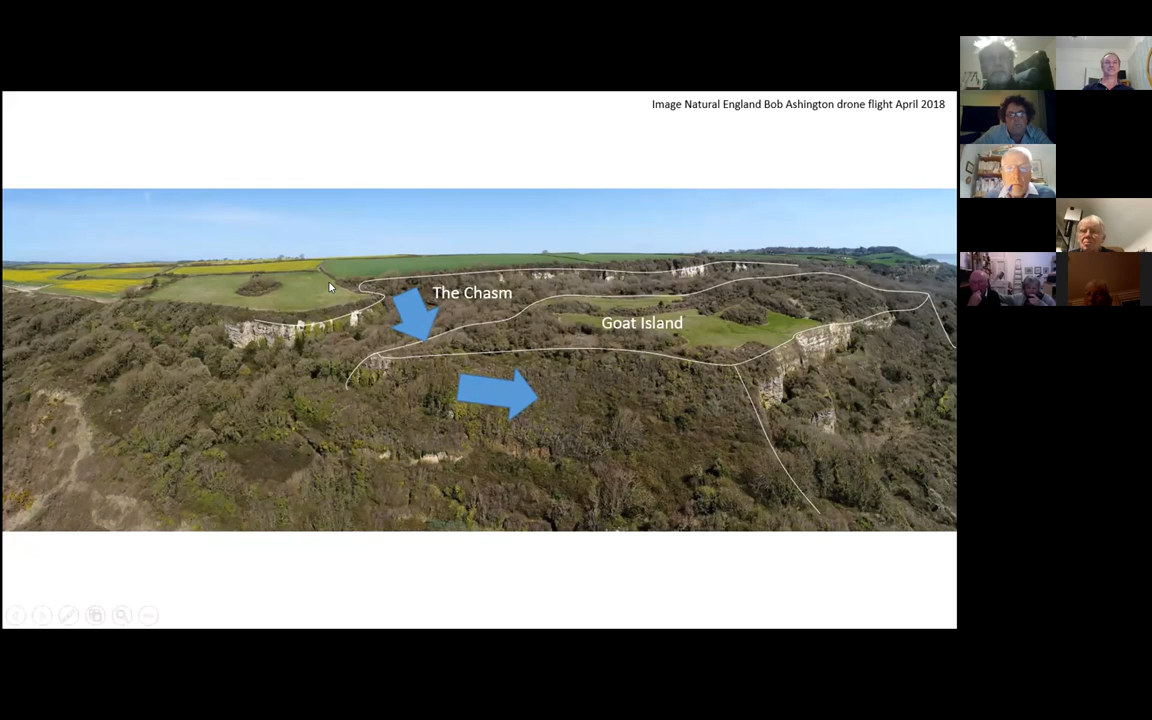 Image Natural England Bob Ashington drone flight April 2018
The Chasm
Goat Island